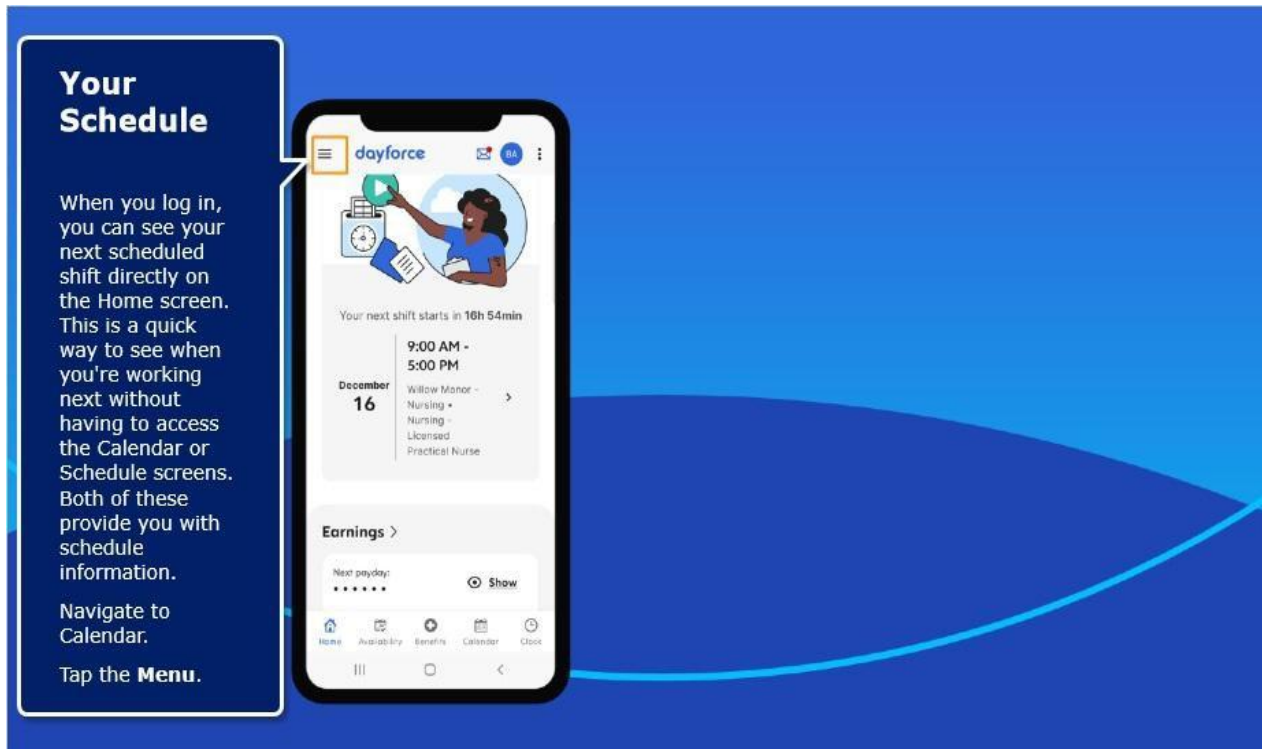 Your
Schedule
When you log in,
you can see your
next scheduled
shift directly on
the Home screen.
This is a quick
way to see when
you're working
next without
having to access
the Calendar or
Schedule screens.
Both of these
provide you with
schedule
information.
Navigate to
Calendar.
Tap the Menu.
dayforce
BA
Your next shift starts in 16h 54min
9:00 AM -
5:00 PM
December
16
Willow Manor -
Nursing •
Nursing -
Licensed
Practical Nurse
Earnings >
Next payday:
••••••
Show
Home Availability Benefits Calendar Clock